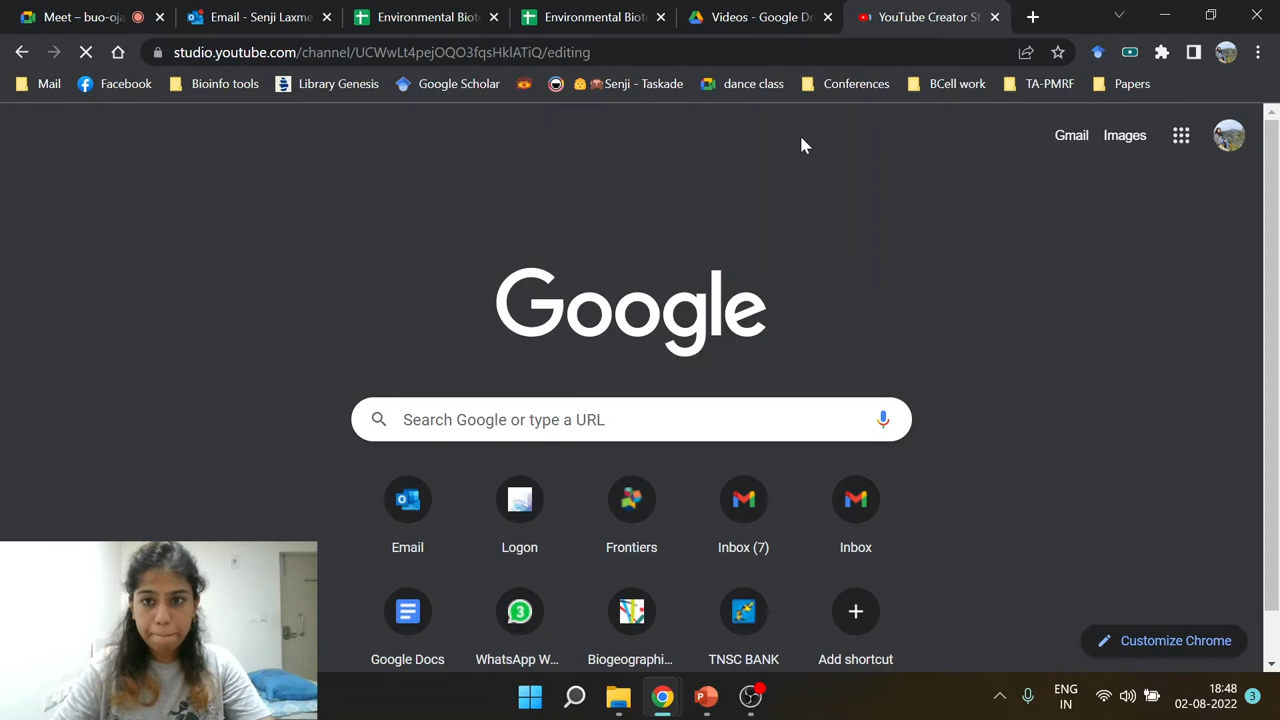 Meet – buo-oja
Email - Senji Laxme
Environmental Biot
Environmental Biot
Videos - Google Dr
YouTube Creator St
studio.youtube.com/channel/UCWwLt4pejOQO3fqsHklATiQ/editing
Mail
Facebook
Bioinfo tools
Library Genesis
Google Scholar
Senji - Taskade
dance class
Conferences
BCell work
TA-PMRF
Papers
Gmail
Images
Google
Search Google or type a URL
Email
Logon
Frontiers
Inbox (7)
Inbox
3
Google Docs
WhatsApp W...
Biogeographi...
TNSC BANK
Add shortcut
Customize Chrome
ENG
IN
18:48
02-08-2022
3